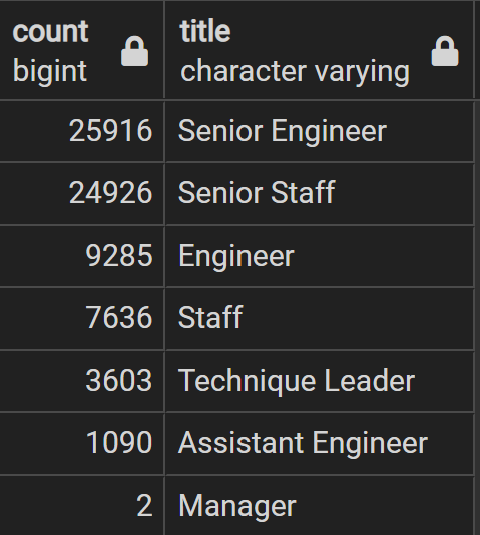 count title
bigint character varying
25916 Senior Engineer
24926 Senior Staff
9285 Engineer
7636 Staff
3603 Technique Leader
1090 Assistant Engineer
2 Manager